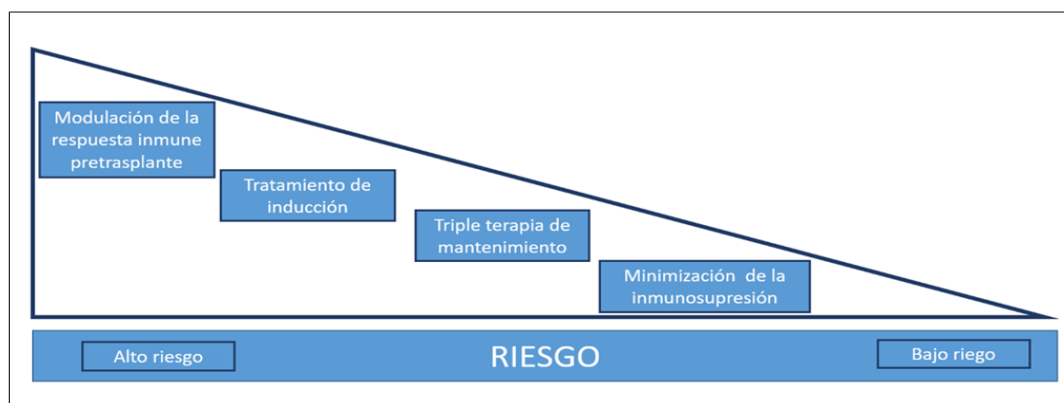 Modulación de la
respuesta inmune
pretrasplante
Tratamiento de
inducción
Triple terapia de
mantenimiento
Minimización de la
inmunosupresión
Alto riesgo
RIESGO
Bajo riego